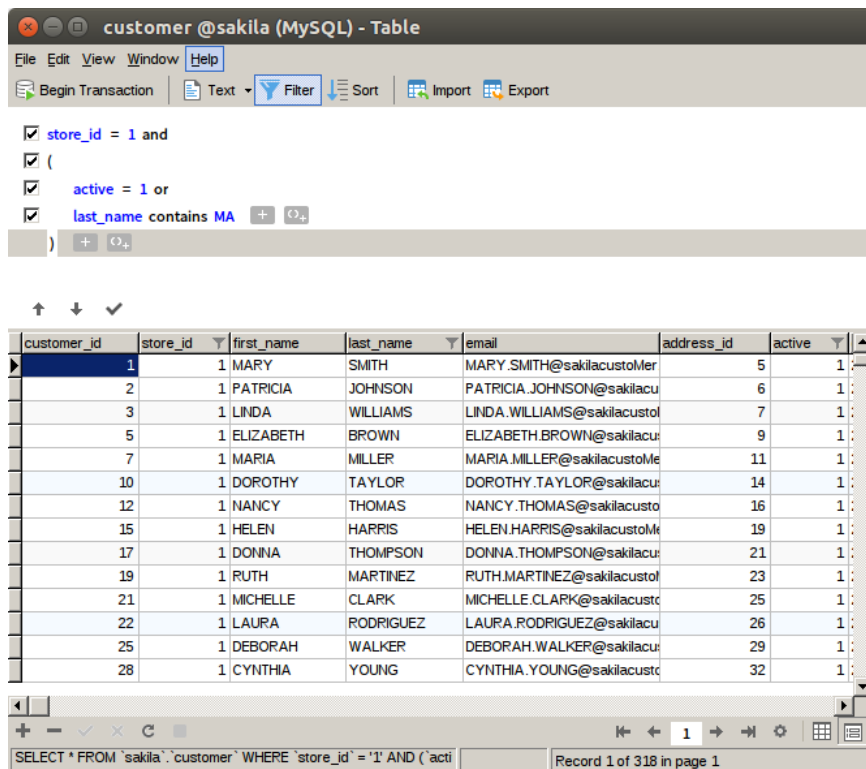 customer @sakila (MySQL) - Table
File Edit View Window Help
Begin Transaction Text Filter Sort Import Export
store_id = 1 and
(
active = 1 or
last_name contains MA
)
customer_id store_id first_name last_name email address_id active
1 1 MARY SMITH MARY.SMITH@sakilacustoMer 5 1
2 1 PATRICIA JOHNSON PATRICIA.JOHNSON@sakilacu 6 1
3 1 LINDA WILLIAMS LINDA.WILLIAMS@sakilacustol 7 1
5 1 ELIZABETH BROWN ELIZABETH.BROWN@sakilacu 9 1
7 1 MARIA MILLER MARIA.MILLER@sakilacustoMe 11 1
10 1 DOROTHY TAYLOR DOROTHY.TAYLOR@sakilacu 14 1
12 1 NANCY THOMAS NANCY.THOMAS@sakilacusto 16 1
15 1 HELEN HARRIS HELEN.HARRIS@sakilacustoMe 19 1
17 1 DONNA THOMPSON DONNA.THOMPSON@sakilacu 21 1
19 1 RUTH MARTINEZ RUTH.MARTINEZ@sakilacusto 23 1
21 1 MICHELLE CLARK MICHELLE.CLARK@sakilacusto 25 1
22 1 LAURA RODRIGUEZ LAURA.RODRIGUEZ@sakilacu 26 1
25 1 DEBORAH WALKER DEBORAH.WALKER@sakilacu 29 1
28 1 CYNTHIA YOUNG CYNTHIA.YOUNG@sakilacusto 32 1
1
SELECT * FROM `sakila`.`customer` WHERE `store_id` = '1' AND (`acti Record 1 of 318 in page 1